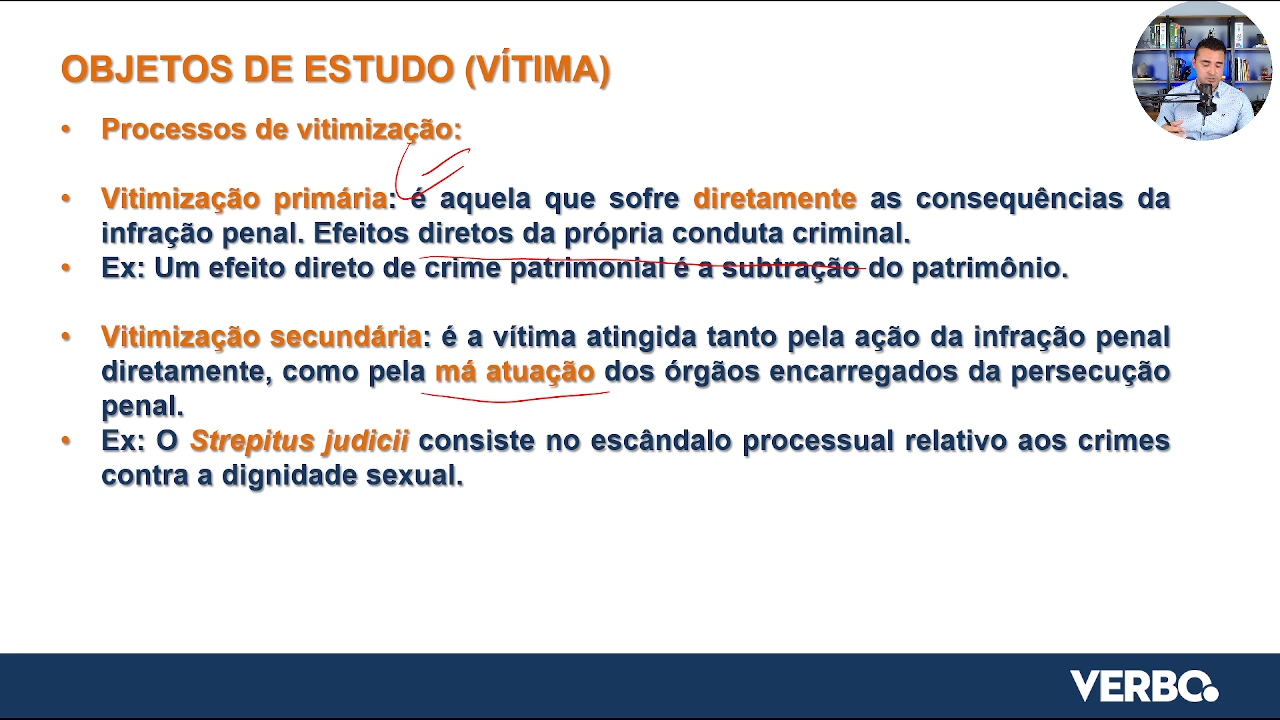 OBJETOS DE ESTUDO (VÍTIMA)
• Processos de vitimização:
• Vitimização primária: é aquela que sofre diretamente as consequências da
infração penal. Efeitos diretos da própria conduta criminal.
• Ex: Um efeito direto de crime patrimonial é a subtração do patrimônio.
• Vitimização secundária: é a vítima atingida tanto pela ação da infração penal
diretamente, como pela má atuação dos órgãos encarregados da persecução
penal.
• Ex: O Strepitus judicii consiste no escândalo processual relativo aos crimes
contra a dignidade sexual.
VERBO